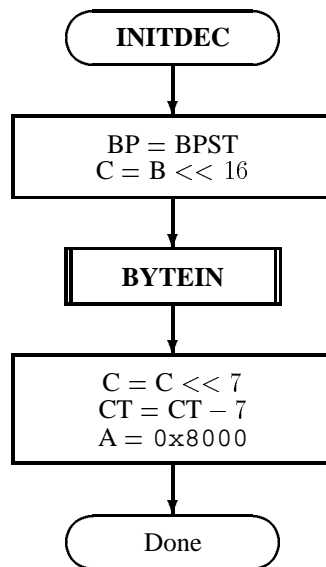 INITDEC
BP = BPST
C = B << 16
BYTEIN
C = C << 7
CT = CT − 7
A = 0x8000
Done